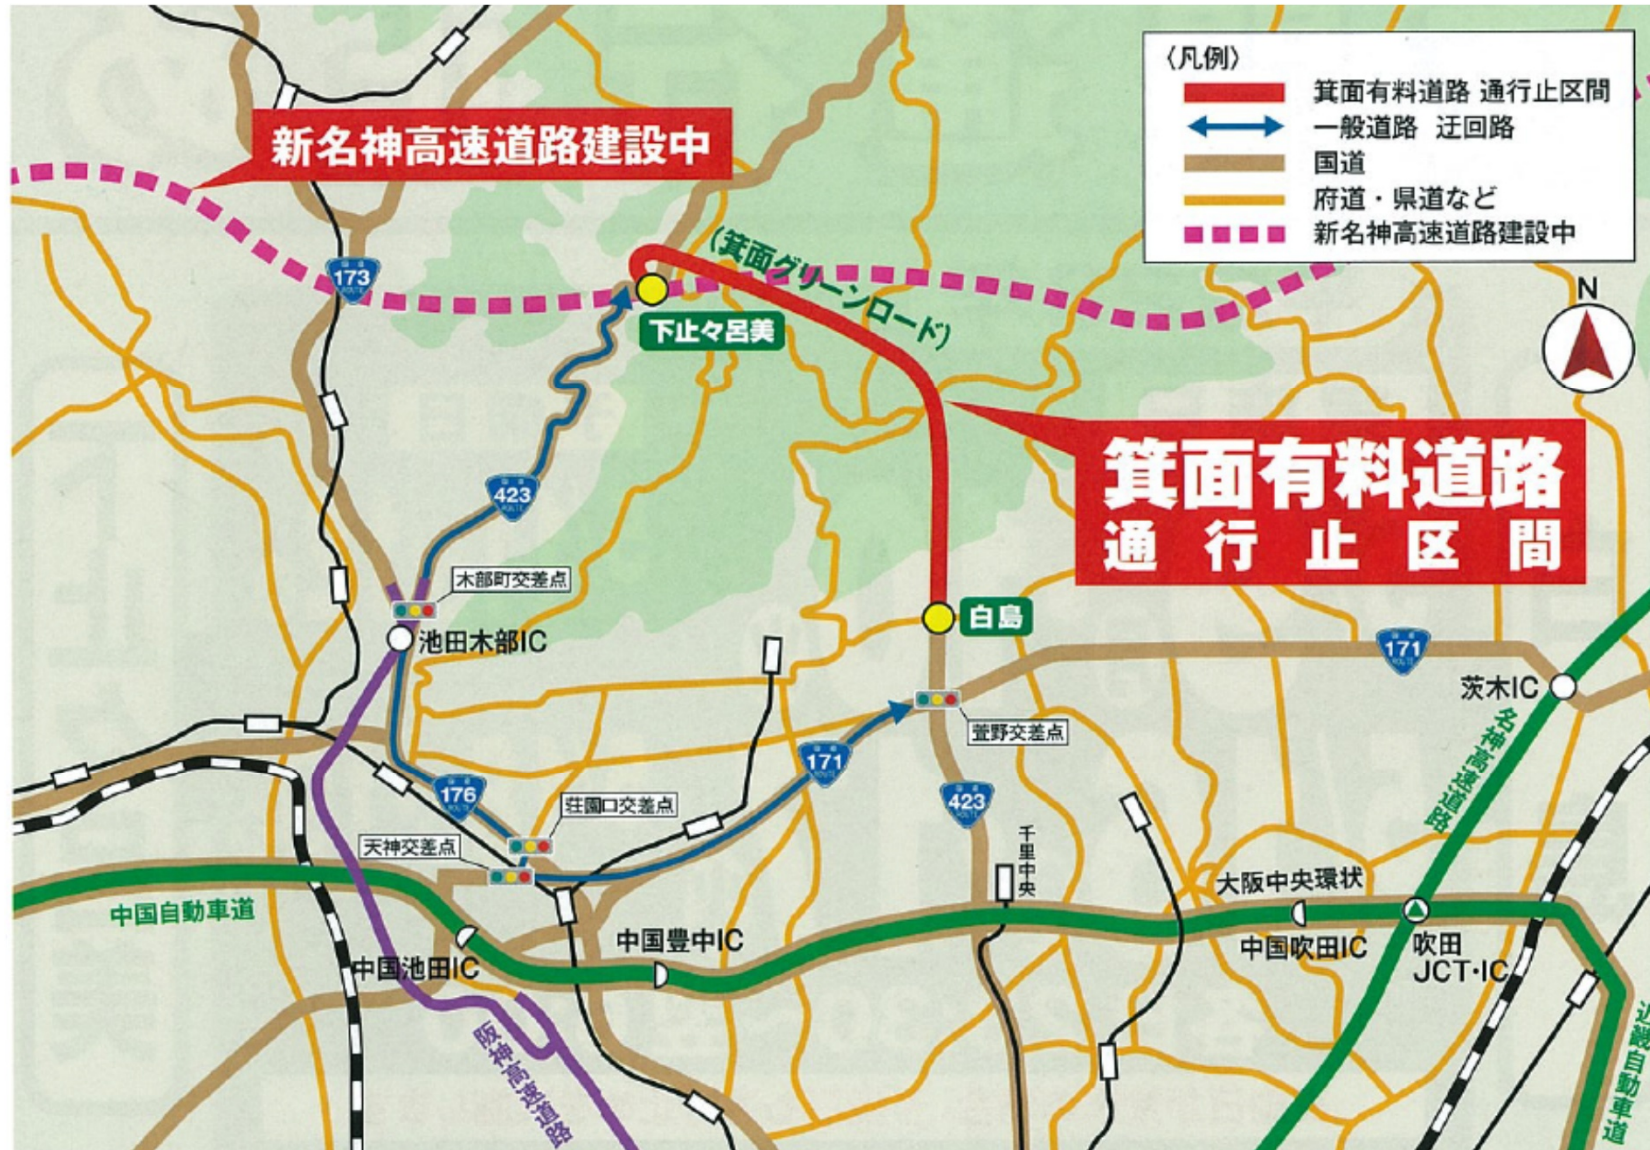 〈凡例〉
箕面有料道路 通行止区間
一般道路 迂回路
国道
府道・県道など
新名神高速道路建設中
新名神高速道路建設中
N
173
ROUTE
(箕面グリーンロード)
下止々呂美
箕面有料道路
通行止区間
423
ROUTE
木部町交差点
池田木部IC
白島
171
ROUTE
茨木IC
名神高速道路
萱野交差点
171
ROUTE
176
ROUTE
荘園口交差点
423
ROUTE
天神交差点
千里中央
大阪中央環状
中国自動車道
中国池田IC
中国豊中IC
中国吹田IC
吹田
JCT・IC
阪神高速道路
近畿自動車道